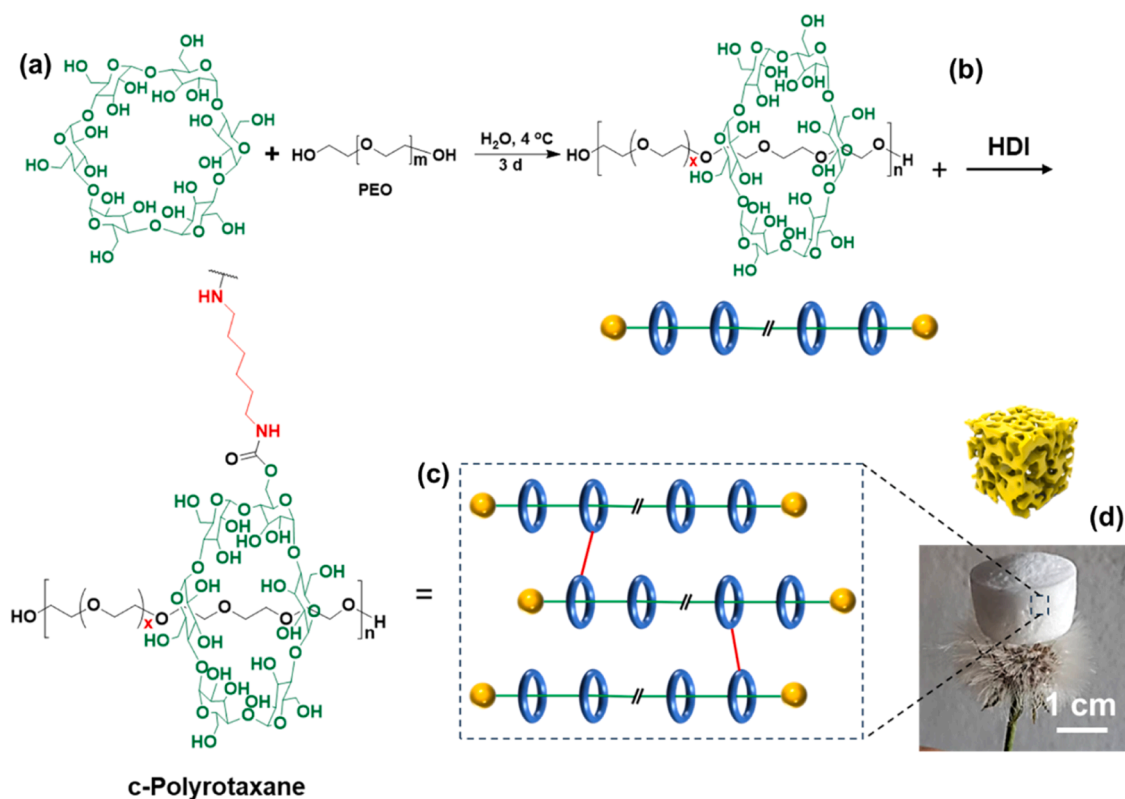 (a)
(b)
+
HO
O
m
OH
PEO
H₂O, 4 ºC
3 d
HO
O
x
O
O
O
O
n
H
+
HDI
HN
NH
O
O
(c)
(d)
HO
O
x
O
O
O
O
n
H
=
1 cm
c-Polyrotaxane